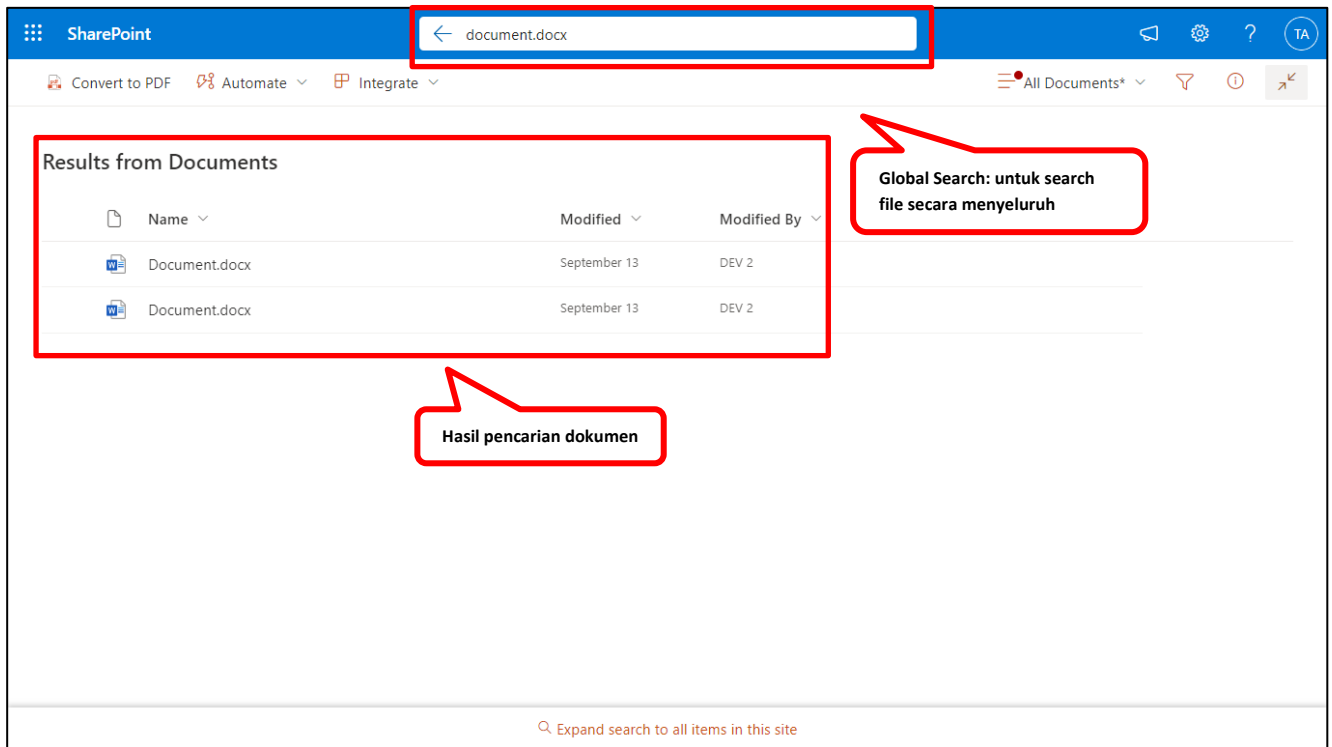 SharePoint
document.docx
? TA
Convert to PDF Automate Integrate
All Documents*
Global Search: untuk search
file secara menyeluruh
Results from Documents
Name Modified Modified By
Document.docx September 13 DEV 2
Document.docx September 13 DEV 2
Hasil pencarian dokumen
Expand search to all items in this site